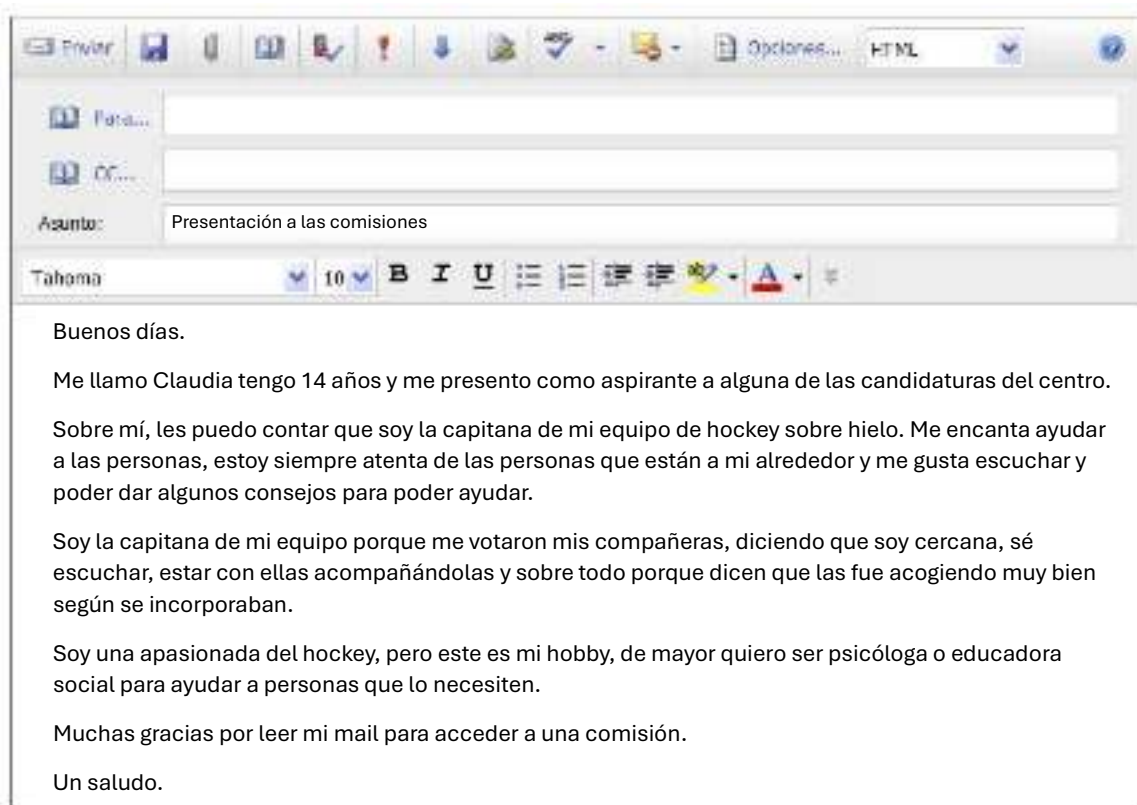 Enviar Opciones... HTML
Para...
CC...
Asunto: Presentación a las comisiones
Tahoma 10 B I U A
Buenos días.
Me llamo Claudia tengo 14 años y me presento como aspirante a alguna de las candidaturas del centro.
Sobre mí, les puedo contar que soy la capitana de mi equipo de hockey sobre hielo. Me encanta ayudar
a las personas, estoy siempre atenta de las personas que están a mi alrededor y me gusta escuchar y
poder dar algunos consejos para poder ayudar.
Soy la capitana de mi equipo porque me votaron mis compañeras, diciendo que soy cercana, sé
escuchar, estar con ellas acompañándolas y sobre todo porque dicen que las fue acogiendo muy bien
según se incorporaban.
Soy una apasionada del hockey, pero este es mi hobby, de mayor quiero ser psicóloga o educadora
social para ayudar a personas que lo necesiten.
Muchas gracias por leer mi mail para acceder a una comisión.
Un saludo.